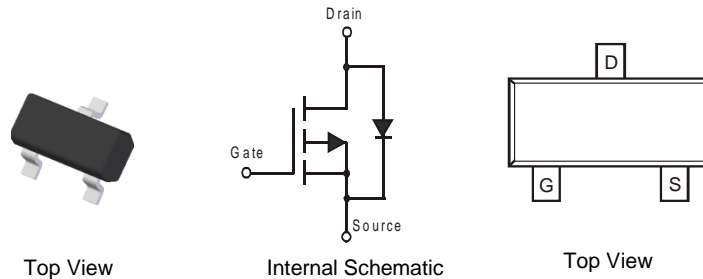 Drain
D
Gate
G
S
Source
Top View
Internal Schematic
Top View